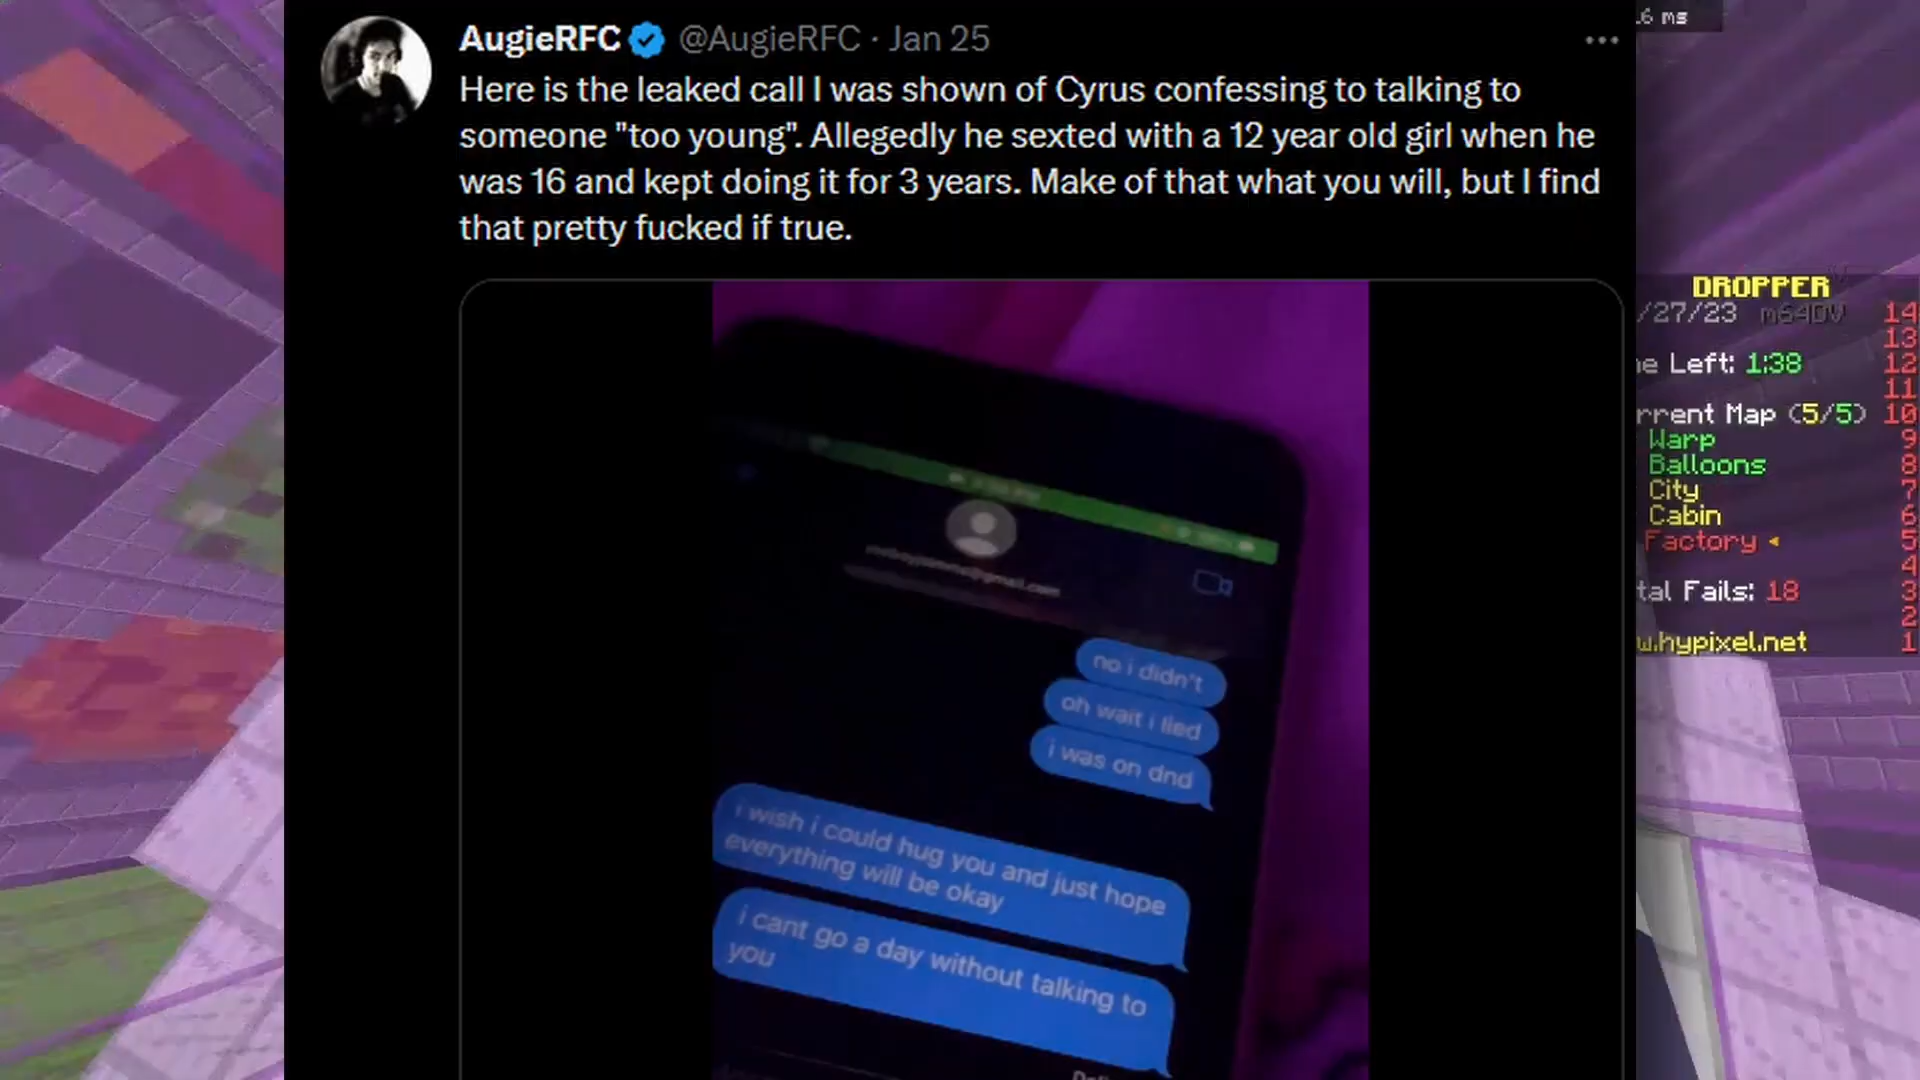 AugieRFC @AugieRFC · Jan 25
Here is the leaked call I was shown of Cyrus confessing to talking to
someone "too young". Allegedly he sexted with a 12 year old girl when he
was 16 and kept doing it for 3 years. Make of that what you will, but I find
that pretty fucked if true.
no i didn't
oh wait i lied
i was on dnd
i wish i could hug you and just hope
everything will be okay
i cant go a day without talking to
you
6 ms
DROPPER
/27/23 m64DV 14
13
e Left: 1:38 12
11
rrent Map (5/5) 10
Warp 9
Balloons 8
City 7
Cabin 6
Factory 5
4
tal Fails: 18 3
2
w.hypixel.net 1